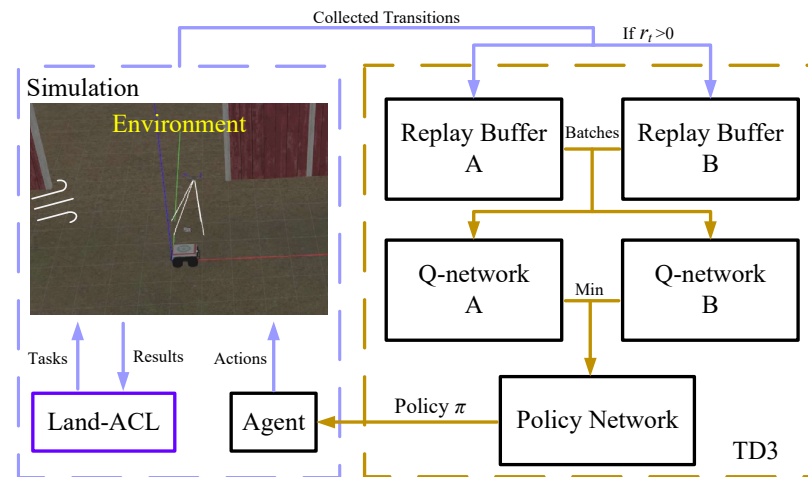 Collected Transitions
If r_t >0
Simulation
Environment
Replay Buffer
A
Batches
Replay Buffer
B
Q-network
A
Min
Q-network
B
Tasks
Results
Actions
Land-ACL
Agent
Policy π
Policy Network
TD3